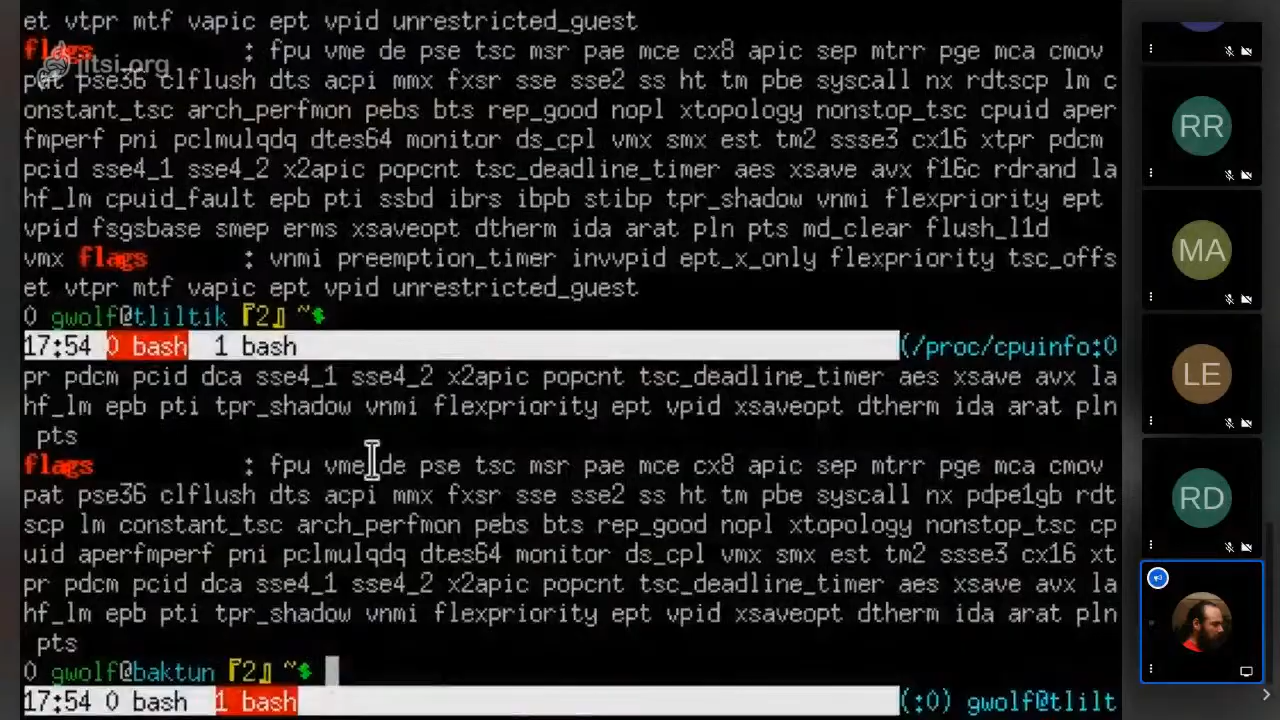 et vtpr mtf vapic ept vpid unrestricted_guest
flags : fpu vme de pse tsc msr pae mce cx8 apic sep mtrr pge mca cmov
jitsi.org
pat pse36 clflush dts acpi mmx fxsr sse sse2 ss ht tm pbe syscall nx rdtscp lm c
onstant_tsc arch_perfmon pebs bts rep_good nopl xtopology nonstop_tsc cpuid aper
fmperf pni pclmulqdq dtes64 monitor ds_cpl vmx smx est tm2 ssse3 cx16 xtpr pdcm
pcid sse4_1 sse4_2 x2apic popcnt tsc_deadline_timer aes xsave avx f16c rdrand la
hf_lm cpuid_fault epb pti ssbd ibrs ibpb stibp tpr_shadow vnmi flexpriority ept
vpid fsgsbase smep erms xsaveopt dtherm ida arat pln pts md_clear flush_l1d
vmx flags : vnmi preemption_timer invvpid ept_x_only flexpriority tsc_offs
et vtpr mtf vapic ept vpid unrestricted_guest
0 gwolf@tliltik『2』~$
17:54 0 bash 1 bash (/proc/cpuinfo:0
pr pdcm pcid dca sse4_1 sse4_2 x2apic popcnt tsc_deadline_timer aes xsave avx la
hf_lm epb pti tpr_shadow vnmi flexpriority ept vpid xsaveopt dtherm ida arat pln
pts
flags : fpu vme de pse tsc msr pae mce cx8 apic sep mtrr pge mca cmov
pat pse36 clflush dts acpi mmx fxsr sse sse2 ss ht tm pbe syscall nx pdpe1gb rdt
scp lm constant_tsc arch_perfmon pebs bts rep_good nopl xtopology nonstop_tsc cp
uid aperfmperf pni pclmulqdq dtes64 monitor ds_cpl vmx smx est tm2 ssse3 cx16 xt
pr pdcm pcid dca sse4_1 sse4_2 x2apic popcnt tsc_deadline_timer aes xsave avx la
hf_lm epb pti tpr_shadow vnmi flexpriority ept vpid xsaveopt dtherm ida arat pln
pts
0 gwolf@baktun『2』~$
17:54 0 bash 1 bash (:0) gwolf@tlilt
RR
MA
LE
RD